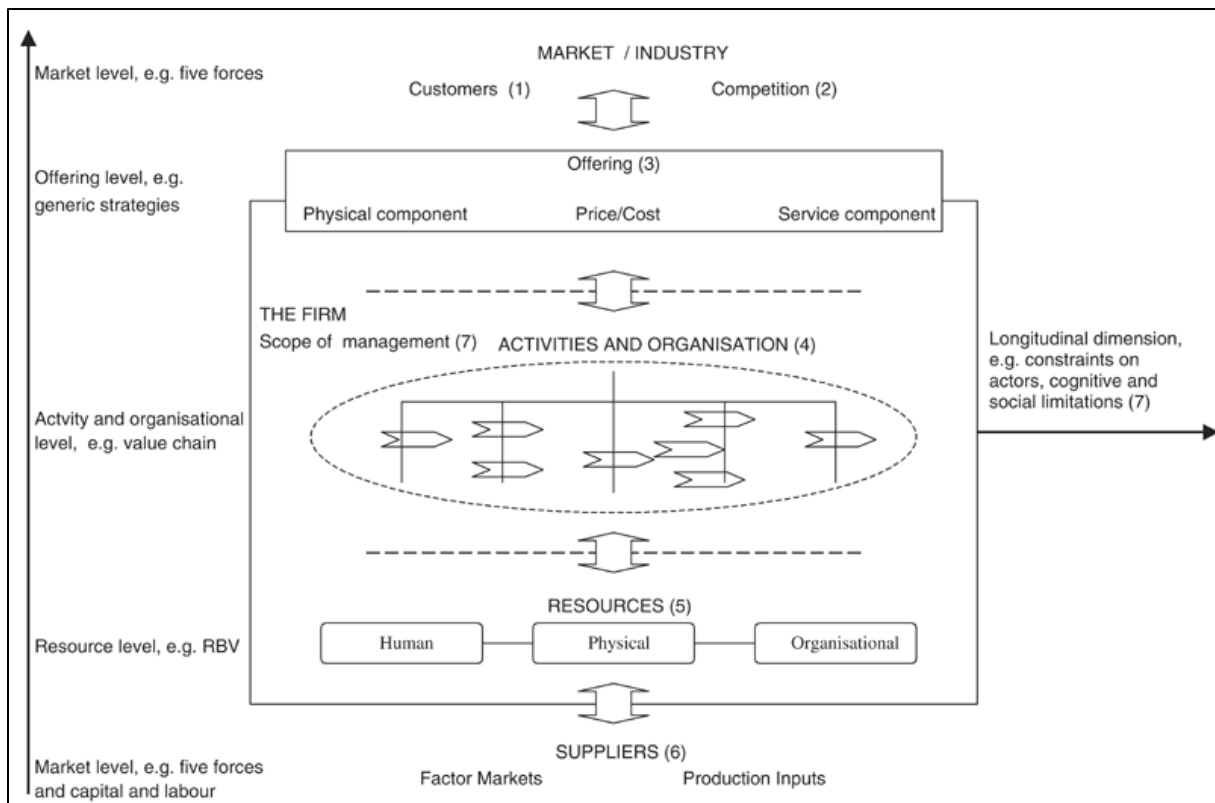 MARKET / INDUSTRY
Market level, e.g. five forces
Customers (1)
Competition (2)
Offering (3)
Offering level, e.g.
generic strategies
Physical component
Price/Cost
Service component
THE FIRM
Scope of management (7)
ACTIVITIES AND ORGANISATION (4)
Longitudinal dimension,
e.g. constraints on
actors, cognitive and
social limitations (7)
Actvity and organisational
level, e.g. value chain
RESOURCES (5)
Resource level, e.g. RBV
Human
Physical
Organisational
SUPPLIERS (6)
Market level, e.g. five forces
and capital and labour
Factor Markets
Production Inputs